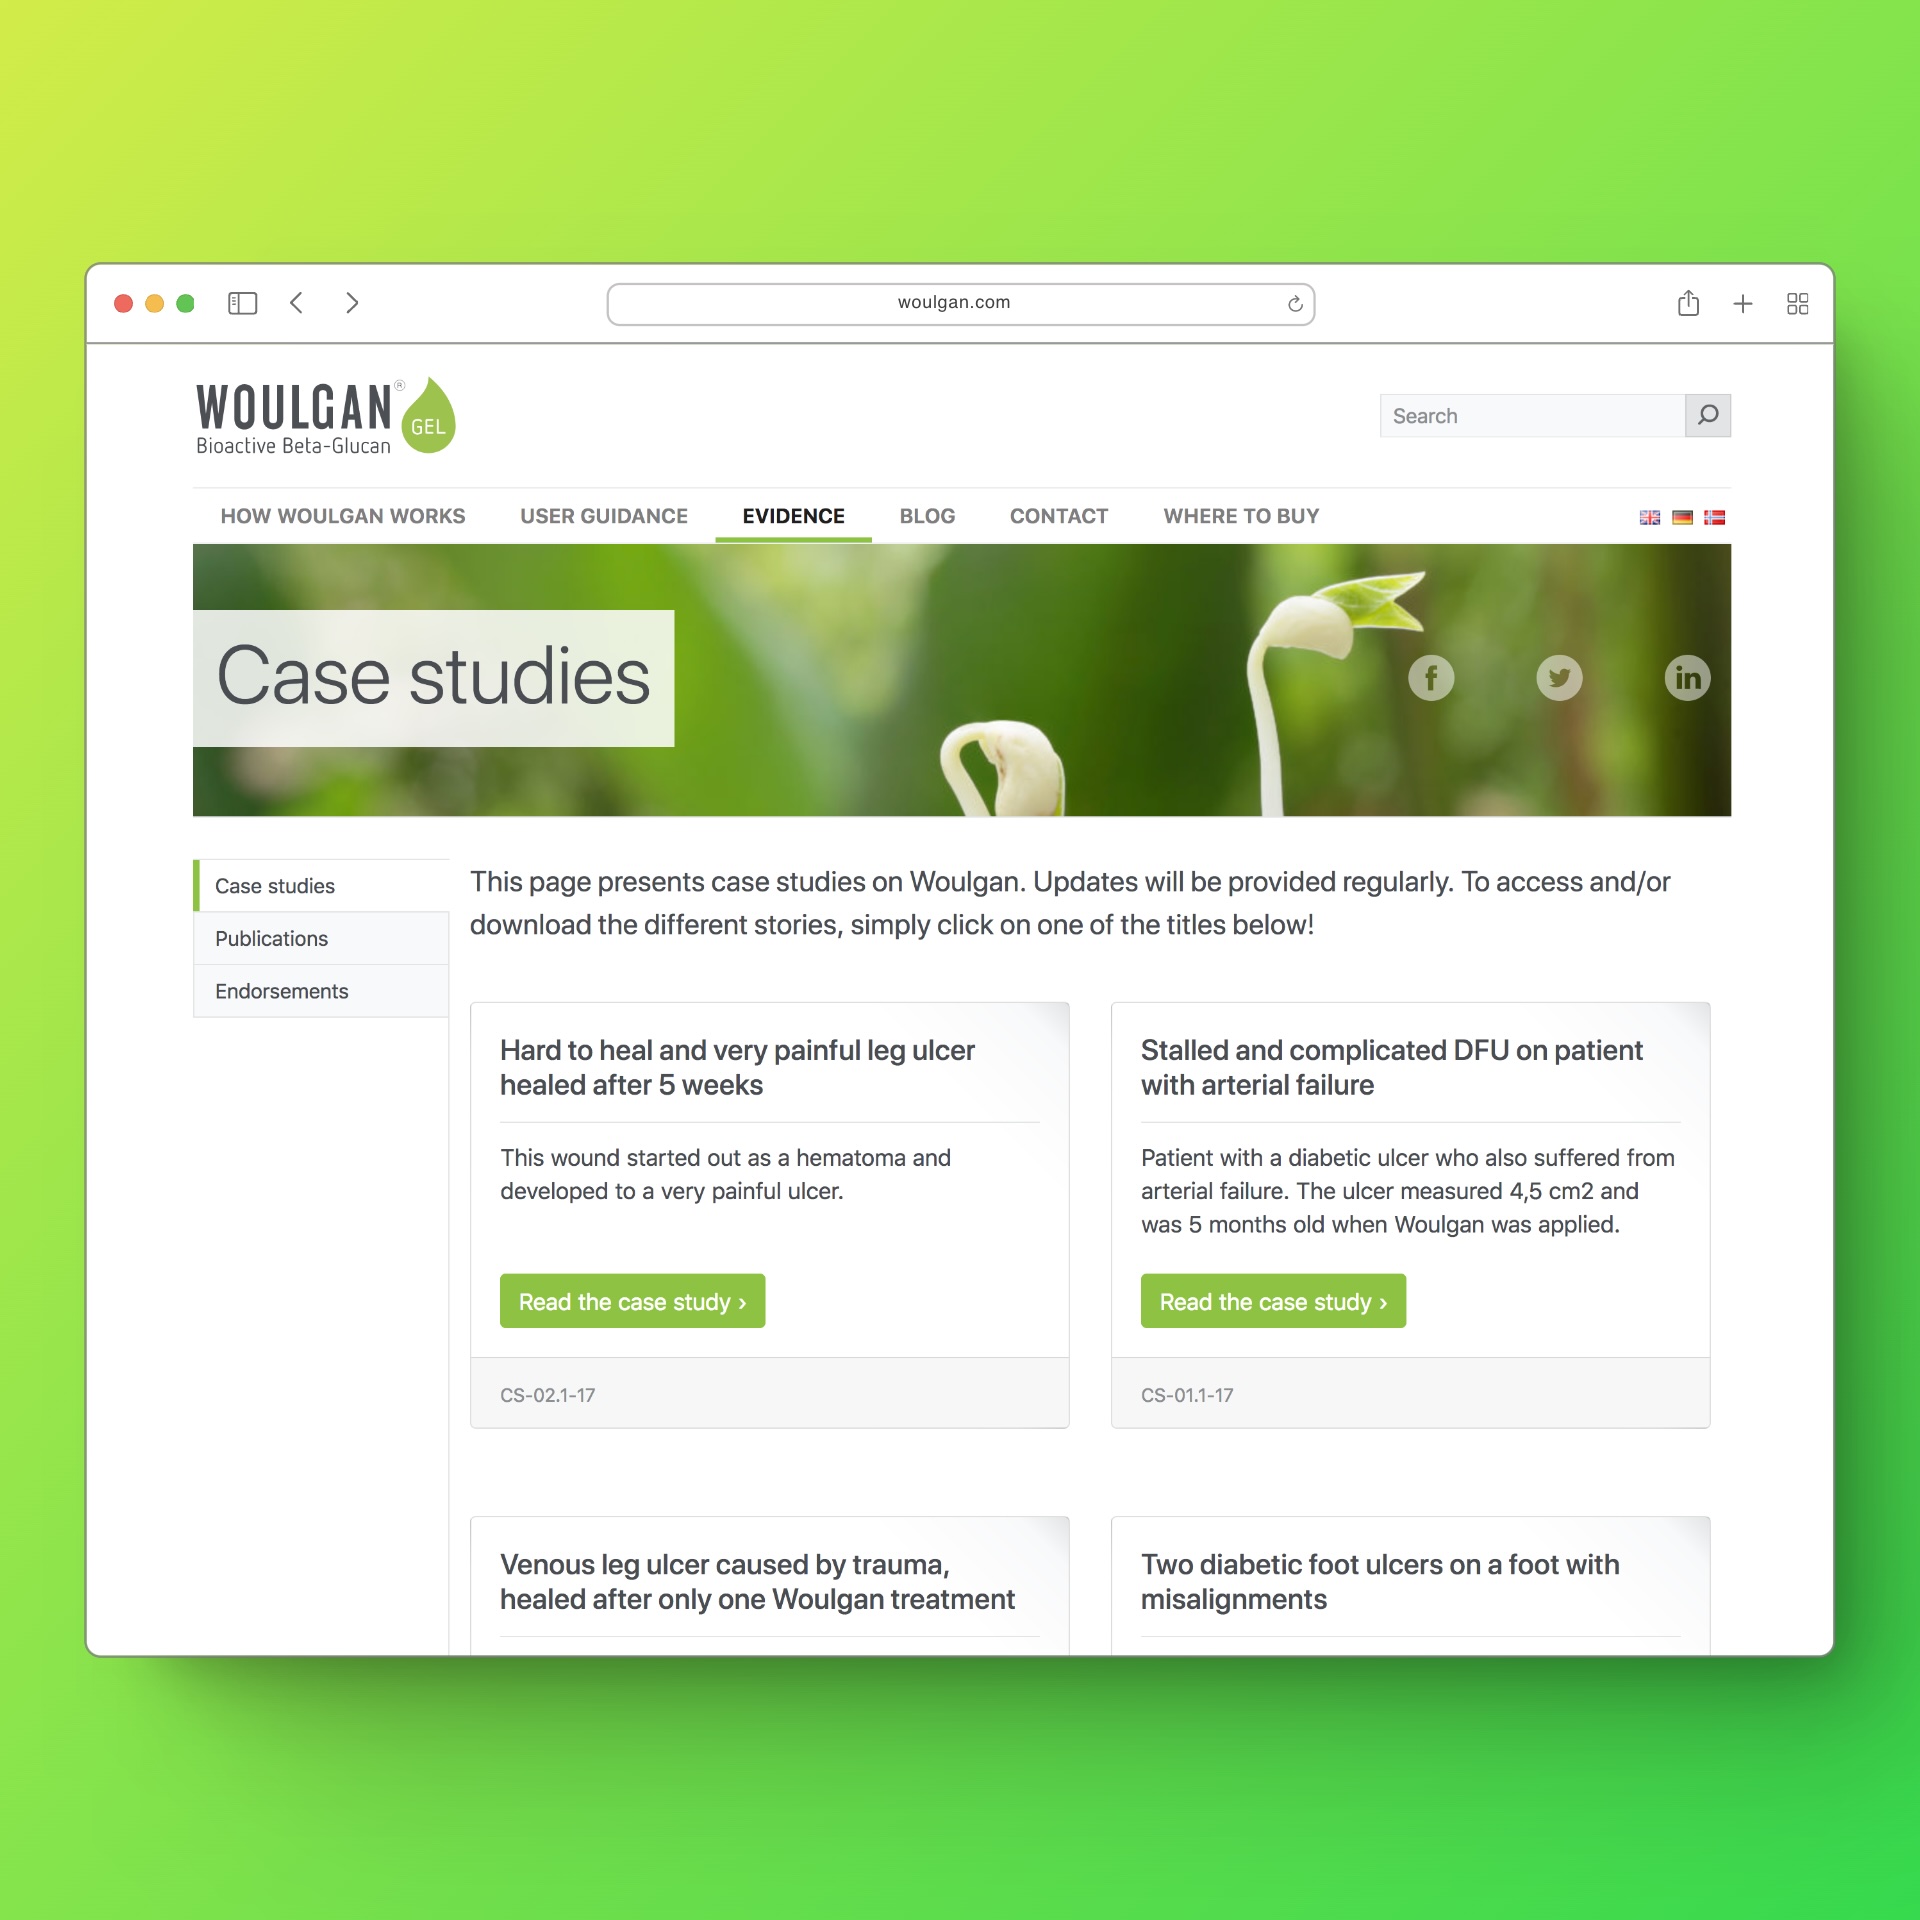 woulgan.com
WOULGAN®
GEL
Bioactive Beta-Glucan
Search
HOW WOULGAN WORKS USER GUIDANCE EVIDENCE BLOG CONTACT WHERE TO BUY
Case studies
f
in
Case studies
Publications
Endorsements
This page presents case studies on Woulgan. Updates will be provided regularly. To access and/or
download the different stories, simply click on one of the titles below!
Hard to heal and very painful leg ulcer
healed after 5 weeks
This wound started out as a hematoma and
developed to a very painful ulcer.
Read the case study ›
CS-02.1-17
Stalled and complicated DFU on patient
with arterial failure
Patient with a diabetic ulcer who also suffered from
arterial failure. The ulcer measured 4,5 cm2 and
was 5 months old when Woulgan was applied.
Read the case study ›
CS-01.1-17
Venous leg ulcer caused by trauma,
healed after only one Woulgan treatment
Two diabetic foot ulcers on a foot with
misalignments